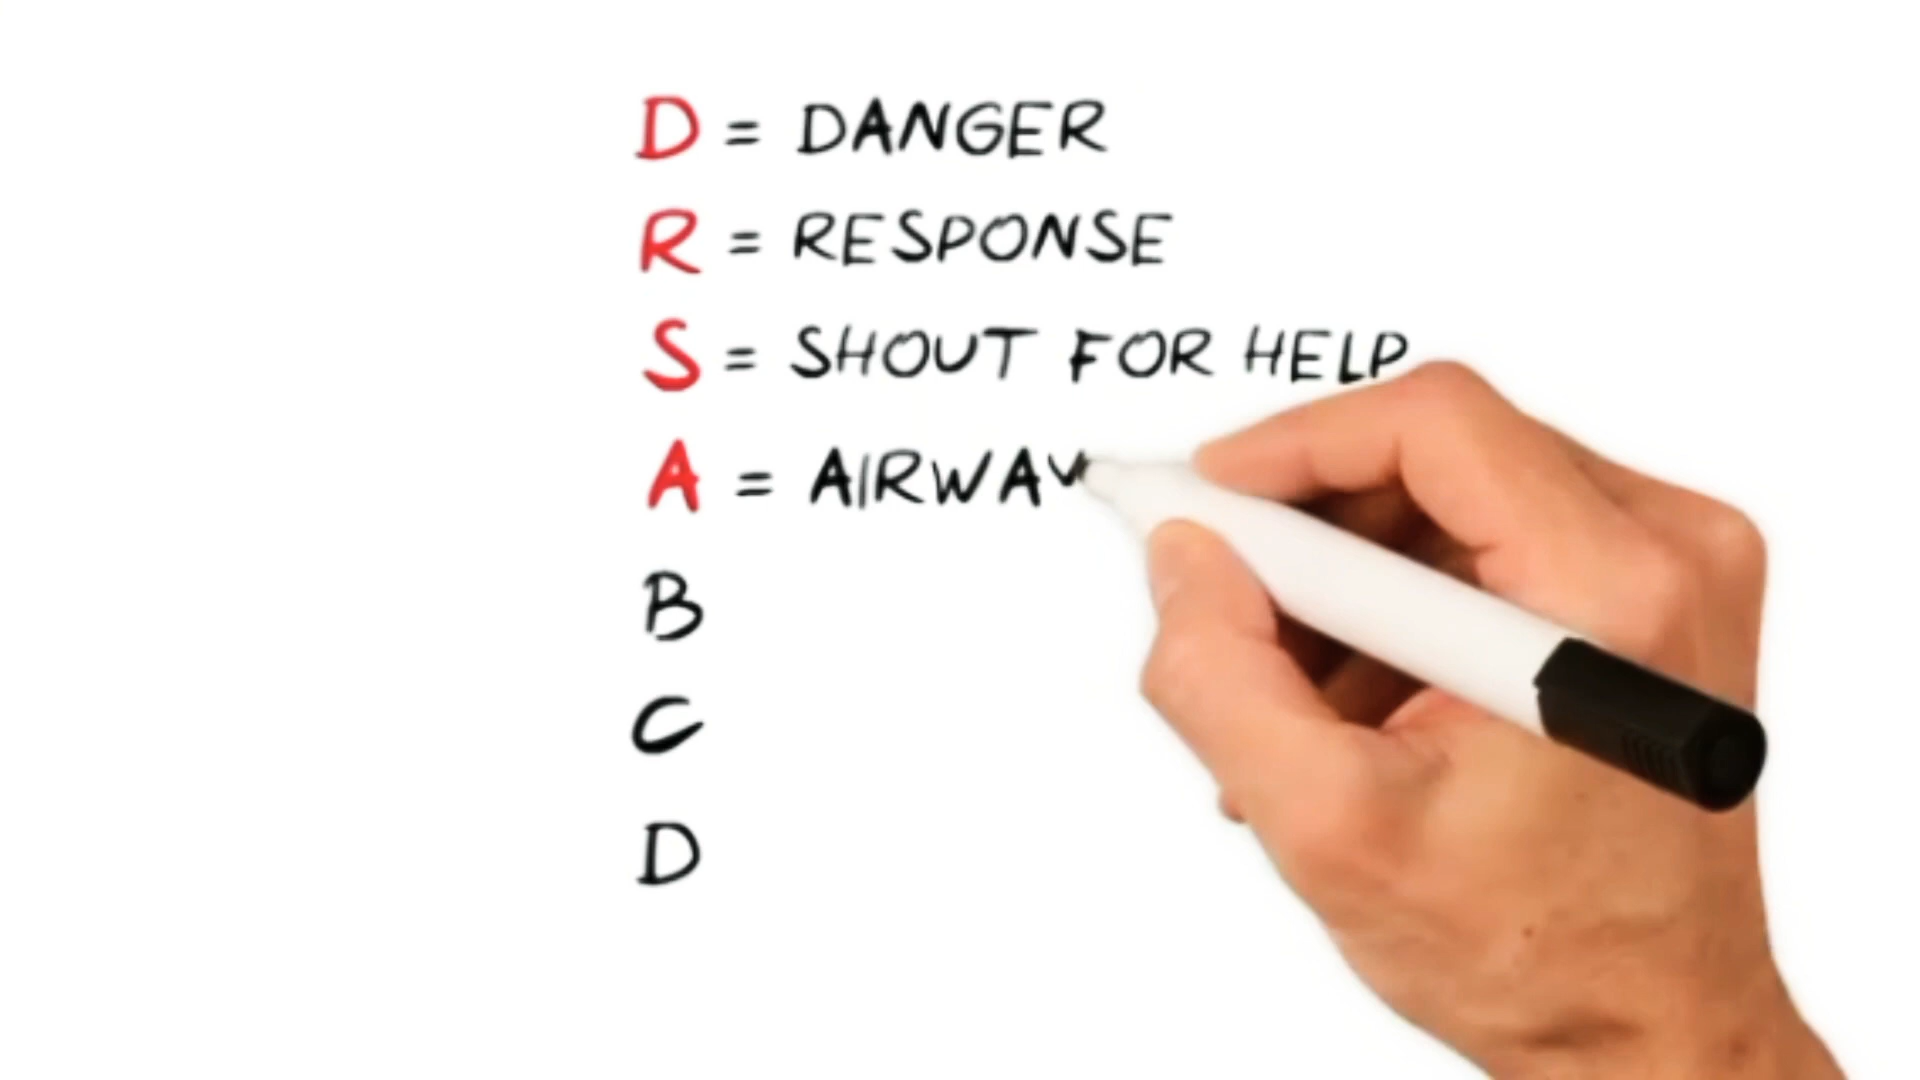 D = DANGER
R = RESPONSE
S = SHOUT FOR HELP
A = AIRWAY
B
C
D